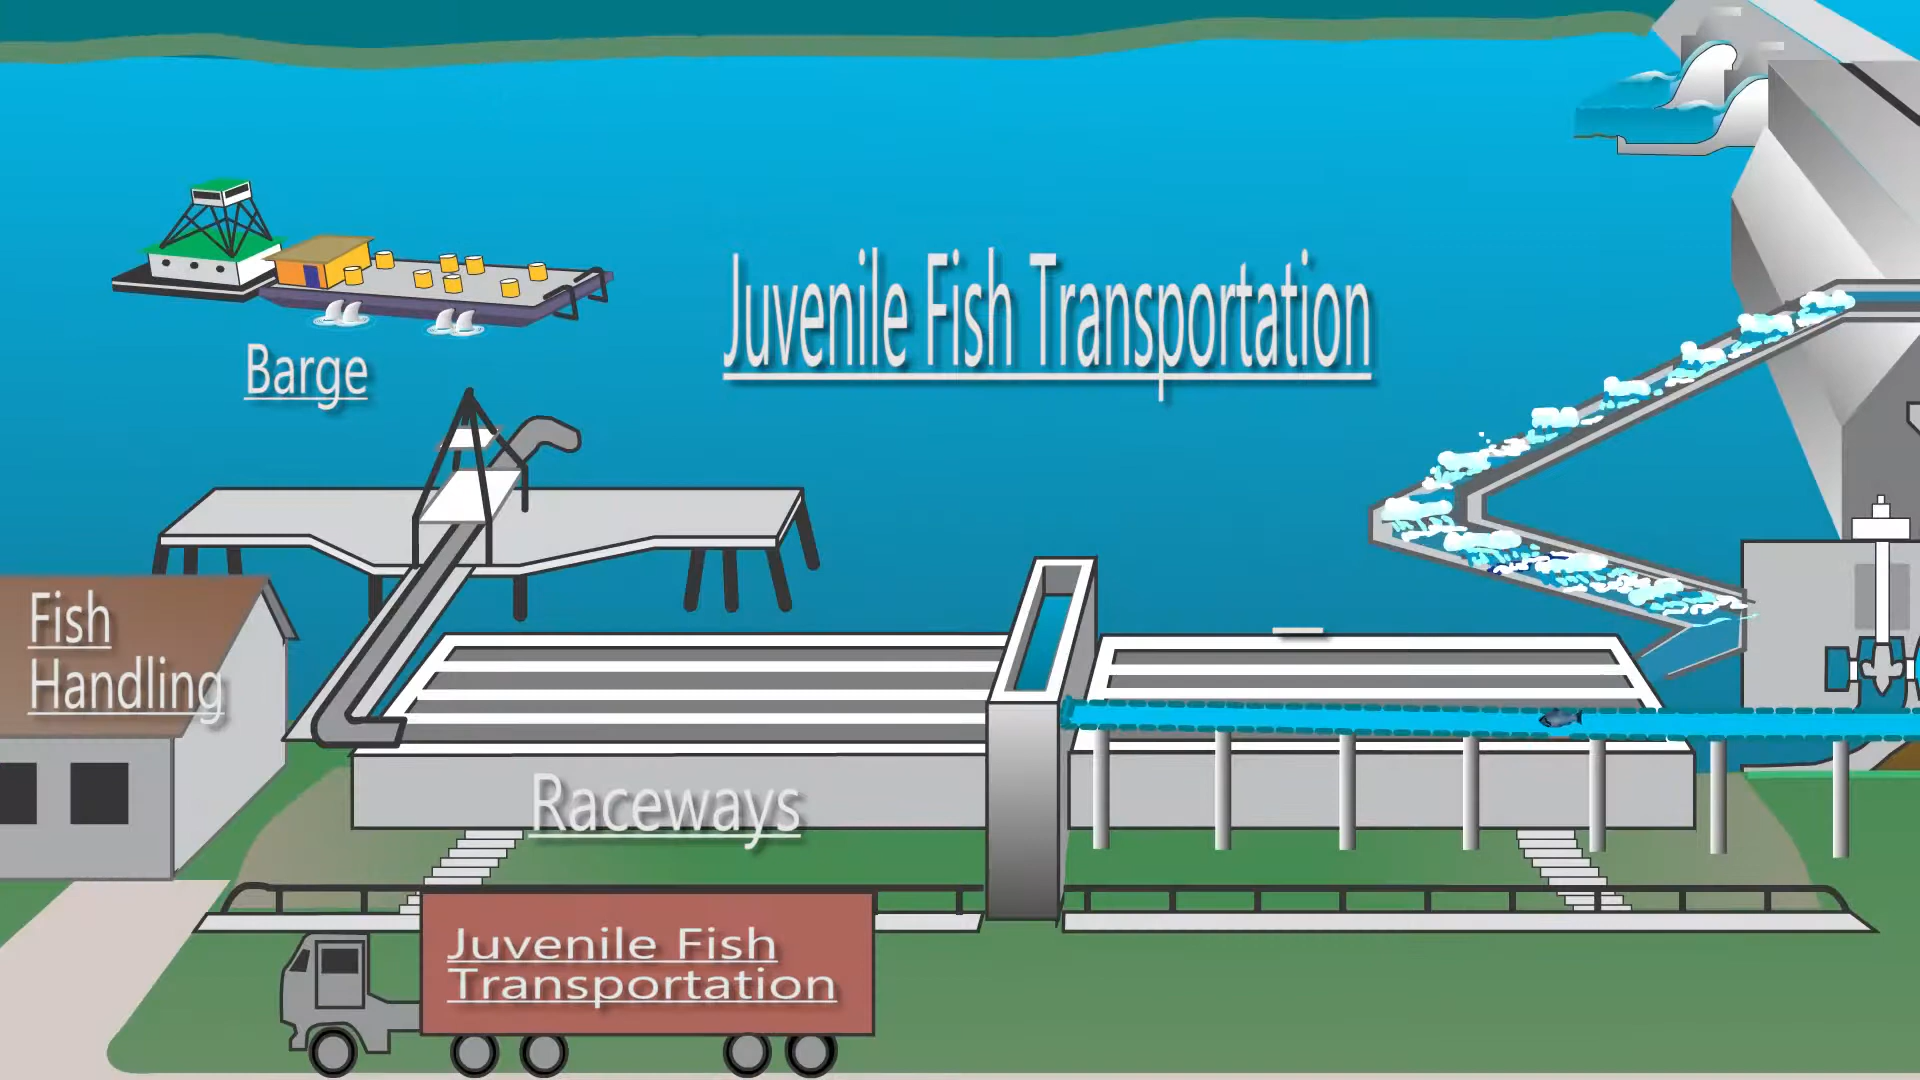 Juvenile Fish Transportation
Barge
Fish
Handling
Raceways
Juvenile Fish
Transportation